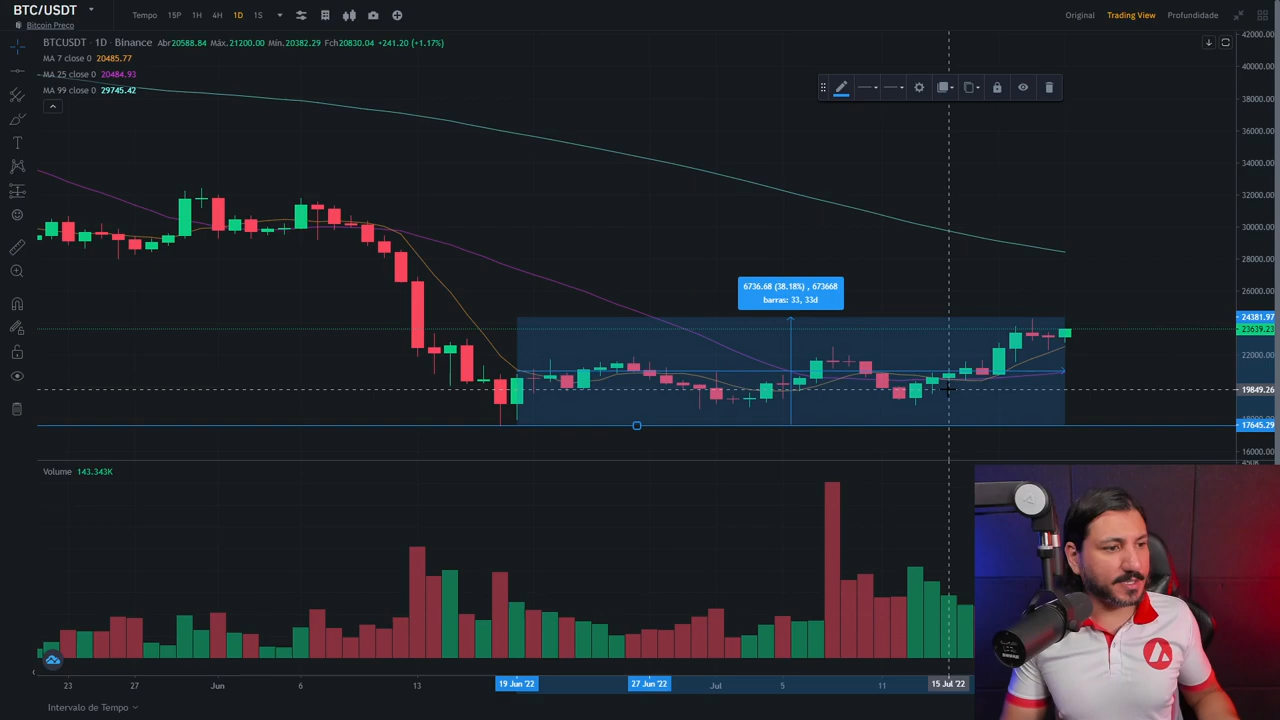 BTC/USDT
Bitcoin Preço
Tempo 15P 1H 4H 1D 1S
Original Trading View Profundidade
BTCUSDT · 1D · Binance Abr20588.84 Máx.21200.00 Mín.20382.29 Fch20830.04 +241.20 (+1.17%)
MA 7 close 0 20485.77
MA 25 close 0 20484.93
MA 99 close 0 29745.42
42000.00
40000.00
38000.00
36000.00
34000.00
32000.00
30000.00
28000.00
26000.00
6736.68 (38.18%) , 673668
barras: 33, 33d
24381.97
23639.23
22000.00
19849.26
17645.29
16000.00
Volume 143.343K
23 27 Jun 6 13 19 Jun '22 27 Jun '22 Jul 5 11 15 Jul '22
Intervalo de Tempo